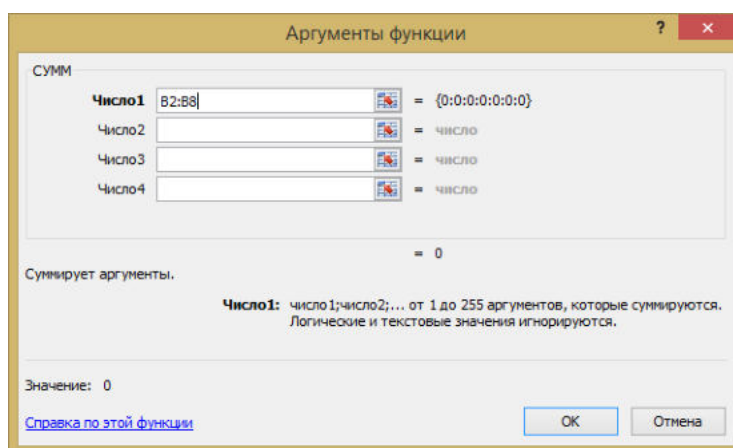 Аргументы функции
? ×
СУММ
Число1 B2:B8 = {0:0:0:0:0:0:0}
Число2 = число
Число3 = число
Число4 = число
= 0
Суммирует аргументы.
Число1: число1;число2;... от 1 до 255 аргументов, которые суммируются.
Логические и текстовые значения игнорируются.
Значение: 0
Справка по этой функции
ОК Отмена